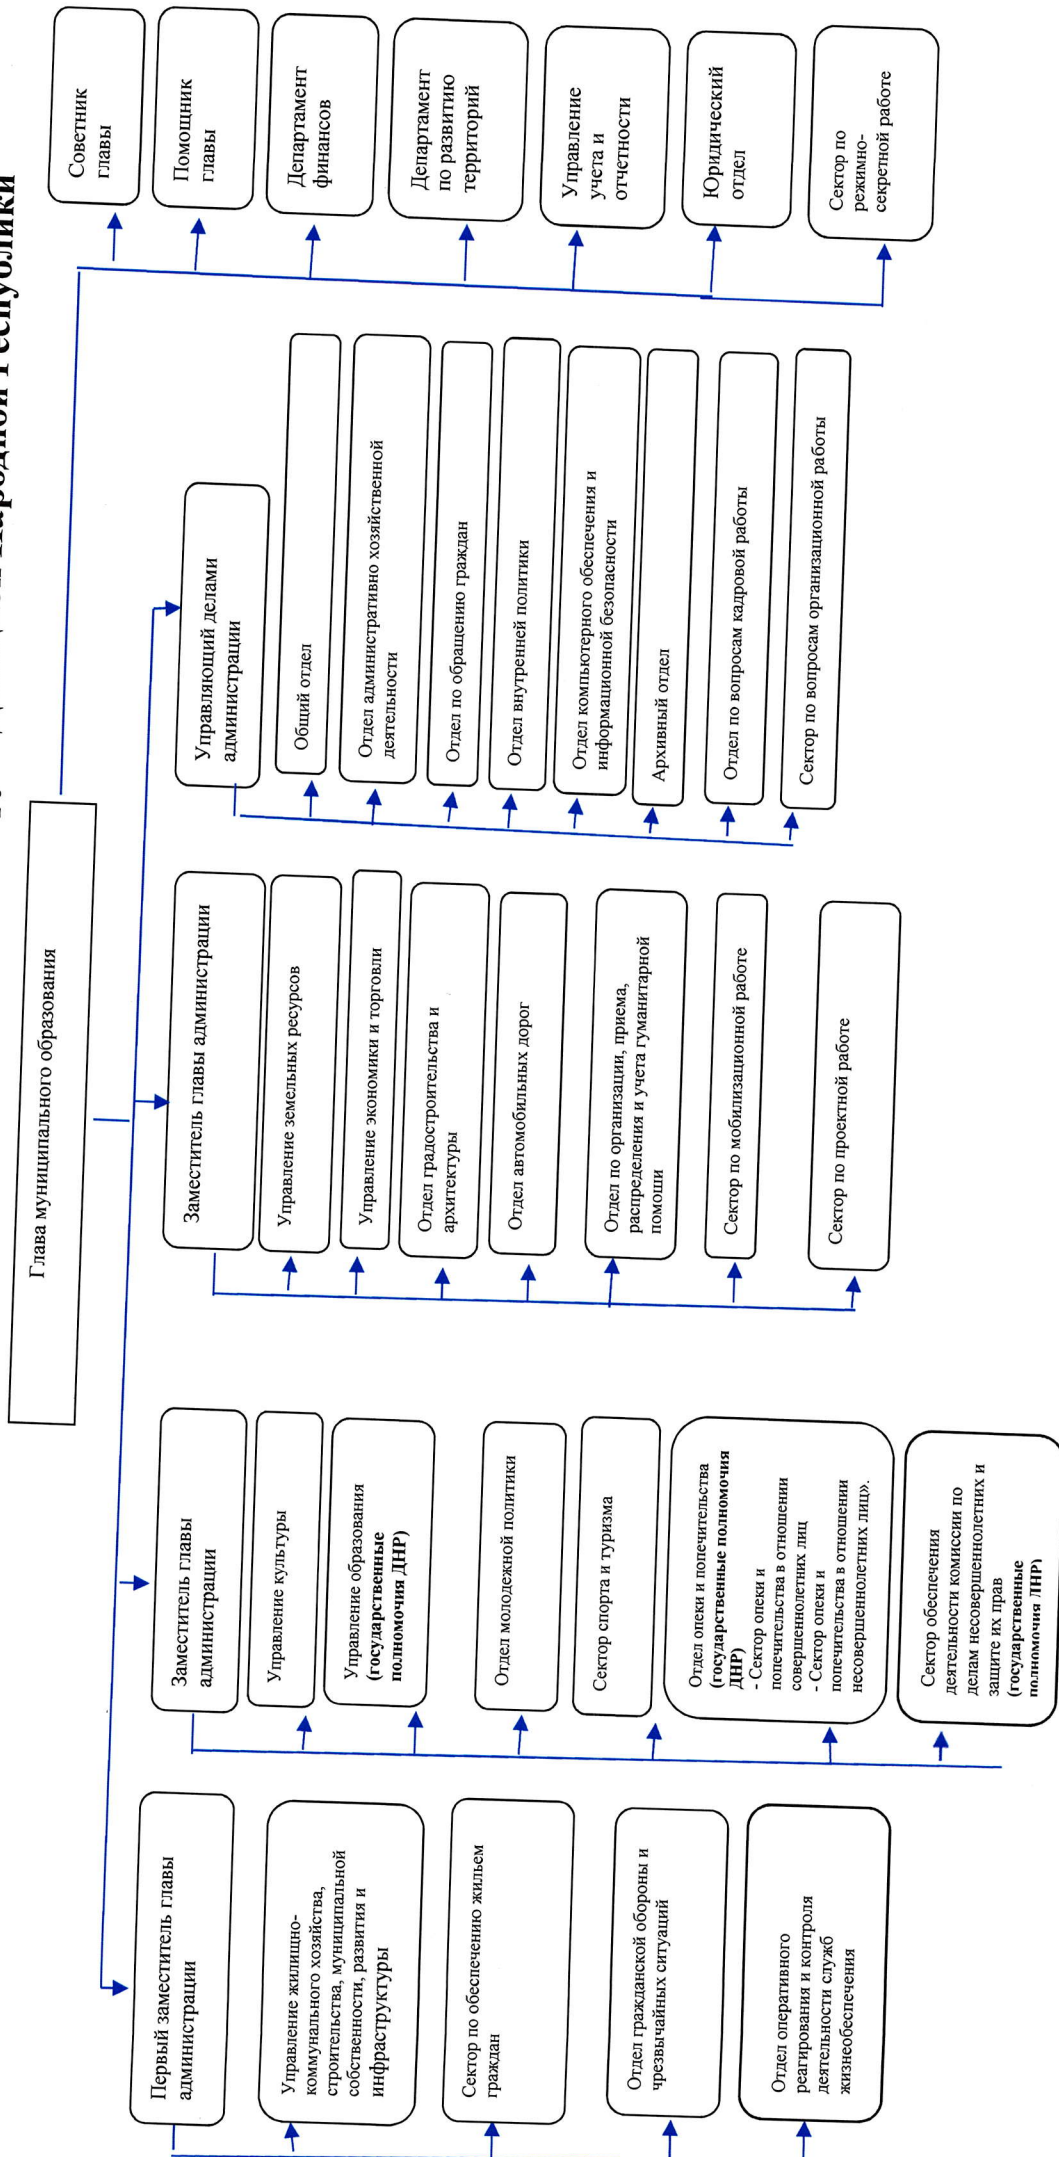 Народной Республики
Глава муниципального образования
Первый заместитель главы
администрации
Управление жилищно-
коммунального хозяйства,
строительства, муниципальной
собственности, развития и
инфраструктуры
Сектор по обеспечению жильем
граждан
Отдел гражданской обороны и
чрезвычайных ситуаций
Отдел оперативного
реагирования и контроля
деятельности служб
жизнеобеспечения
Заместитель главы
администрации
Управление культуры
Управление образования
(государственные
полномочия ДНР)
Отдел молодежной политики
Сектор спорта и туризма
Отдел опеки и попечительства
(государственные полномочия
ДНР)
- Сектор опеки и
попечительства в отношении
совершеннолетних лиц
- Сектор опеки и
попечительства в отношении
несовершеннолетних лиц».
Сектор обеспечения
деятельности комиссии по
делам несовершеннолетних и
защите их прав
(государственные
полномочия ДНР)
Заместитель главы администрации
Управление земельных ресурсов
Управление экономики и торговли
Отдел градостроительства и
архитектуры
Отдел автомобильных дорог
Отдел по организации, приема,
распределения и учета гуманитарной
помощи
Сектор по мобилизационной работе
Сектор по проектной работе
Управляющий делами
администрации
Общий отдел
Отдел административно хозяйственной
деятельности
Отдел по обращению граждан
Отдел внутренней политики
Отдел компьютерного обеспечения и
информационной безопасности
Архивный отдел
Отдел по вопросам кадровой работы
Сектор по вопросам организационной работы
Советник
главы
Помощник
главы
Департамент
финансов
Департамент
по развитию
территорий
Управление
учета и
отчетности
Юридический
отдел
Сектор по
режимно-
секретной работе